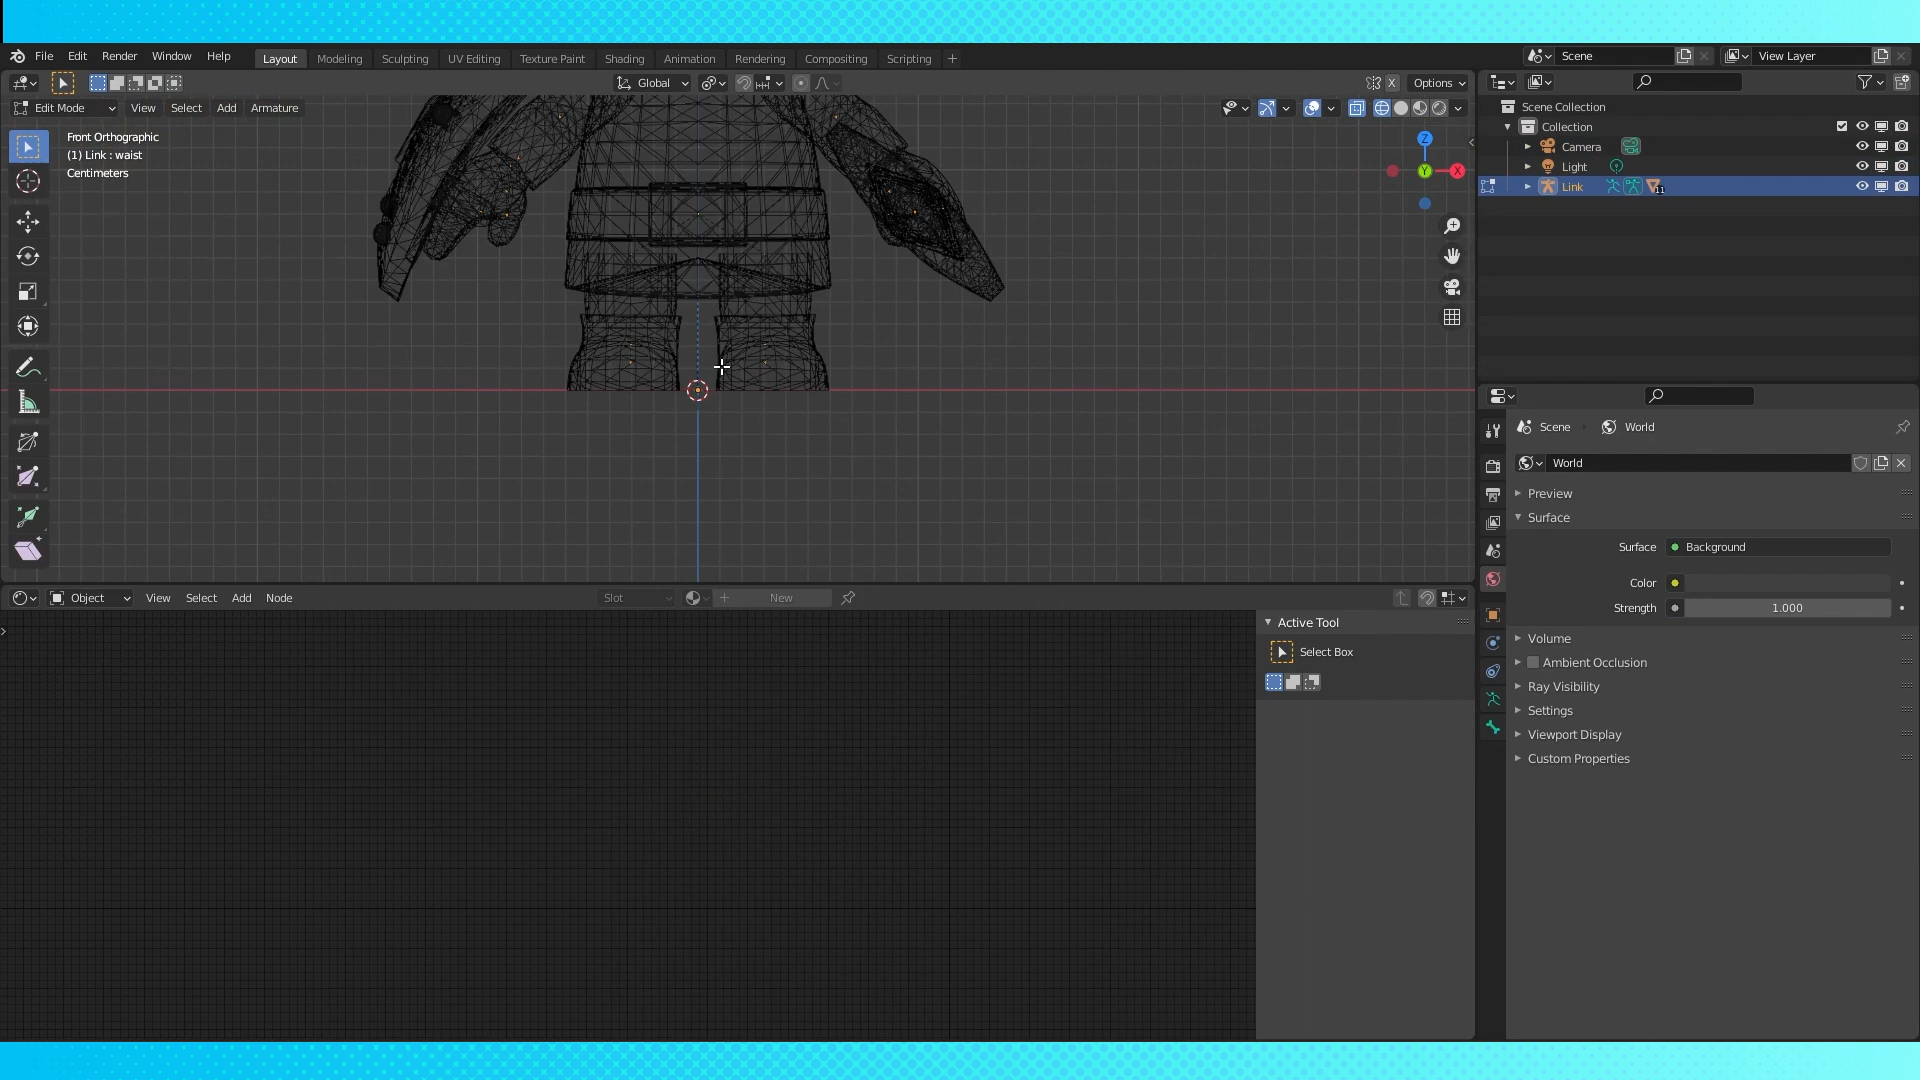 File Edit Render Window Help Layout Modeling Sculpting UV Editing Texture Paint Shading Animation Rendering Compositing Scripting + Scene View Layer
Global X Options
Edit Mode View Select Add Armature
Front Orthographic
(1) Link : waist
Centimeters
Z
Y
X
Scene Collection
Collection
Camera
Light
Link 11
Scene World
World
Preview
Surface
Surface Background
Color
Strength 1.000
Volume
Ambient Occlusion
Ray Visibility
Settings
Viewport Display
Custom Properties
Object View Select Add Node Slot New
Active Tool
Select Box